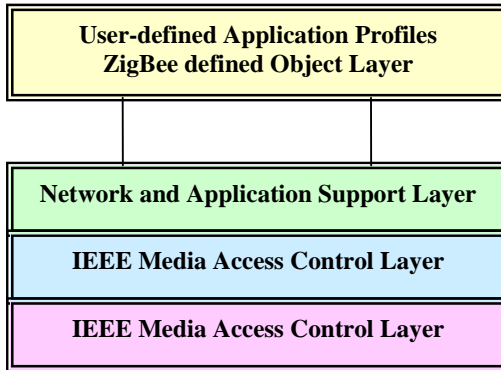 User-defined Application Profiles
ZigBee defined Object Layer
Network and Application Support Layer
IEEE Media Access Control Layer
IEEE Media Access Control Layer